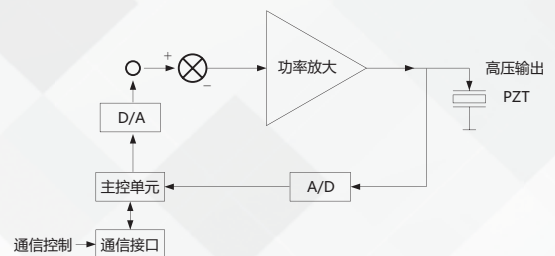 +
−
功率放大
高压输出
PZT
D/A
主控单元
A/D
通信控制
通信接口